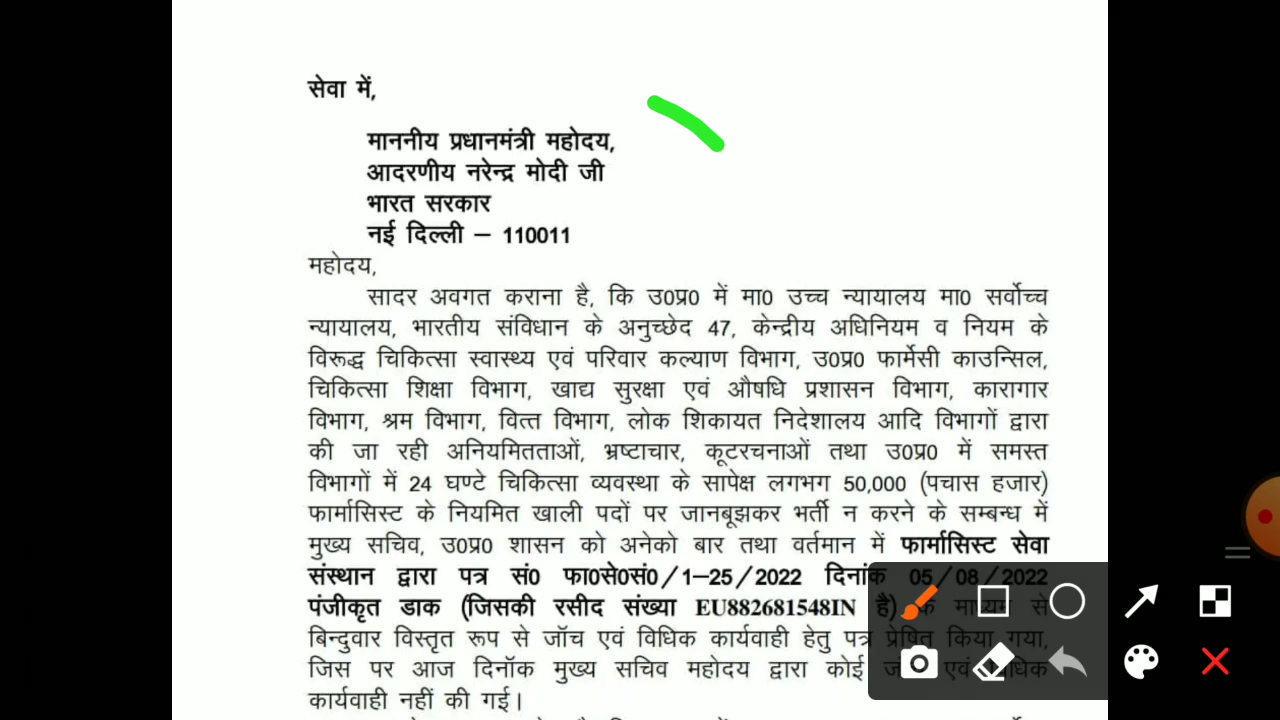 सेवा में,
माननीय प्रधानमंत्री महोदय,
आदरणीय नरेन्द्र मोदी जी
भारत सरकार
नई दिल्ली – 110011
महोदय,
सादर अवगत कराना है, कि उ0प्र0 में मा0 उच्च न्यायालय मा0 सर्वोच्च
न्यायालय, भारतीय संविधान के अनुच्छेद 47, केन्द्रीय अधिनियम व नियम के
विरूद्ध चिकित्सा स्वास्थ्य एवं परिवार कल्याण विभाग, उ0प्र0 फार्मेसी काउन्सिल,
चिकित्सा शिक्षा विभाग, खाद्य सुरक्षा एवं औषधि प्रशासन विभाग, कारागार
विभाग, श्रम विभाग, वित्त विभाग, लोक शिकायत निदेशालय आदि विभागों द्वारा
की जा रही अनियमितताओं, भ्रष्टाचार, कूटरचनाओं तथा उ0प्र0 में समस्त
विभागों में 24 घण्टे चिकित्सा व्यवस्था के सापेक्ष लगभग 50,000 (पचास हजार)
फार्मासिस्ट के नियमित खाली पदों पर जानबूझकर भर्ती न करने के सम्बन्ध में
मुख्य सचिव, उ0प्र0 शासन को अनेको बार तथा वर्तमान में फार्मासिस्ट सेवा
संस्थान द्वारा पत्र सं0 फा0से0सं0/1–25/2022 दिनांक 05/08/2022
पंजीकृत डाक (जिसकी रसीद संख्या EU882681548IN है) के माध्यम से
बिन्दुवार विस्तृत रूप से जॉच एवं विधिक कार्यवाही हेतु पत्र प्रेषित किया गया,
जिस पर आज दिनॉक मुख्य सचिव महोदय द्वारा कोई एवं
कार्यवाही नहीं की गई।